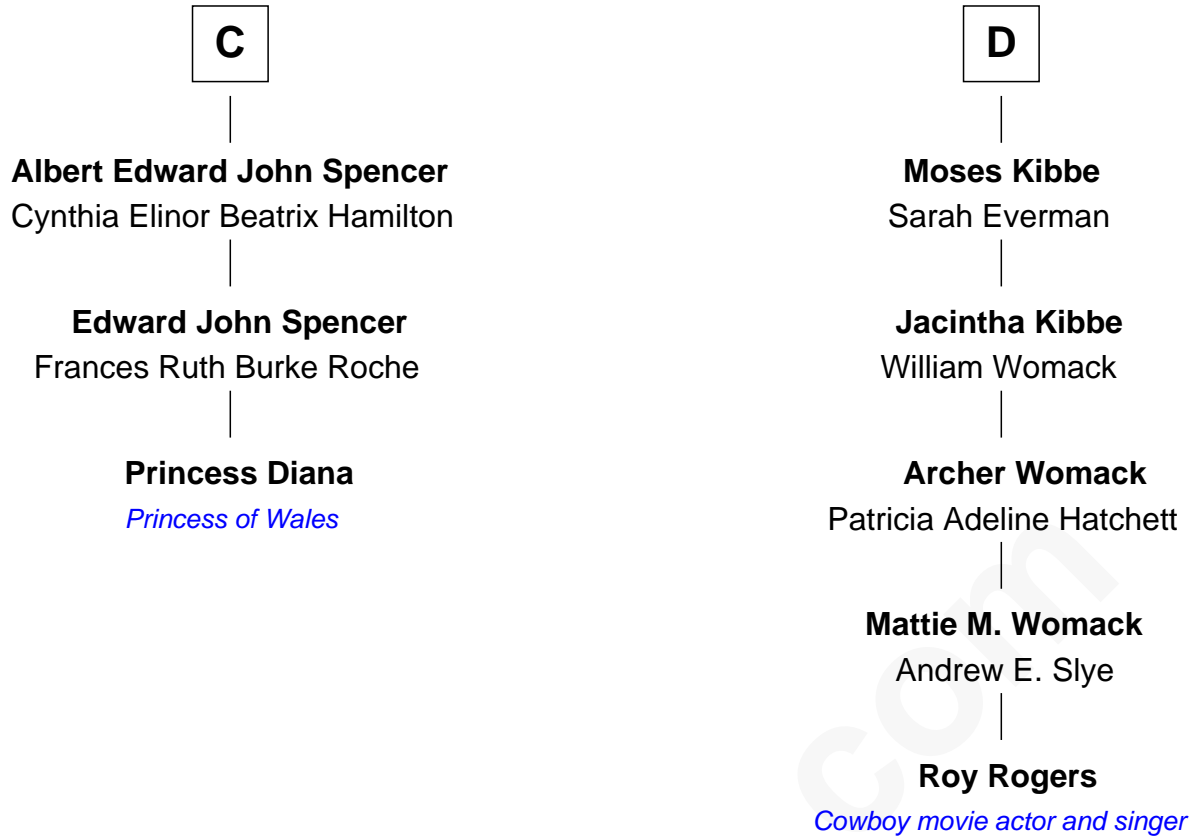 C
Albert Edward John Spencer
Cynthia Elinor Beatrix Hamilton
Edward John Spencer
Frances Ruth Burke Roche
Princess Diana
Princess of Wales
D
Moses Kibbe
Sarah Everman
Jacintha Kibbe
William Womack
Archer Womack
Patricia Adeline Hatchett
Mattie M. Womack
Andrew E. Slye
Roy Rogers
Cowboy movie actor and singer
com